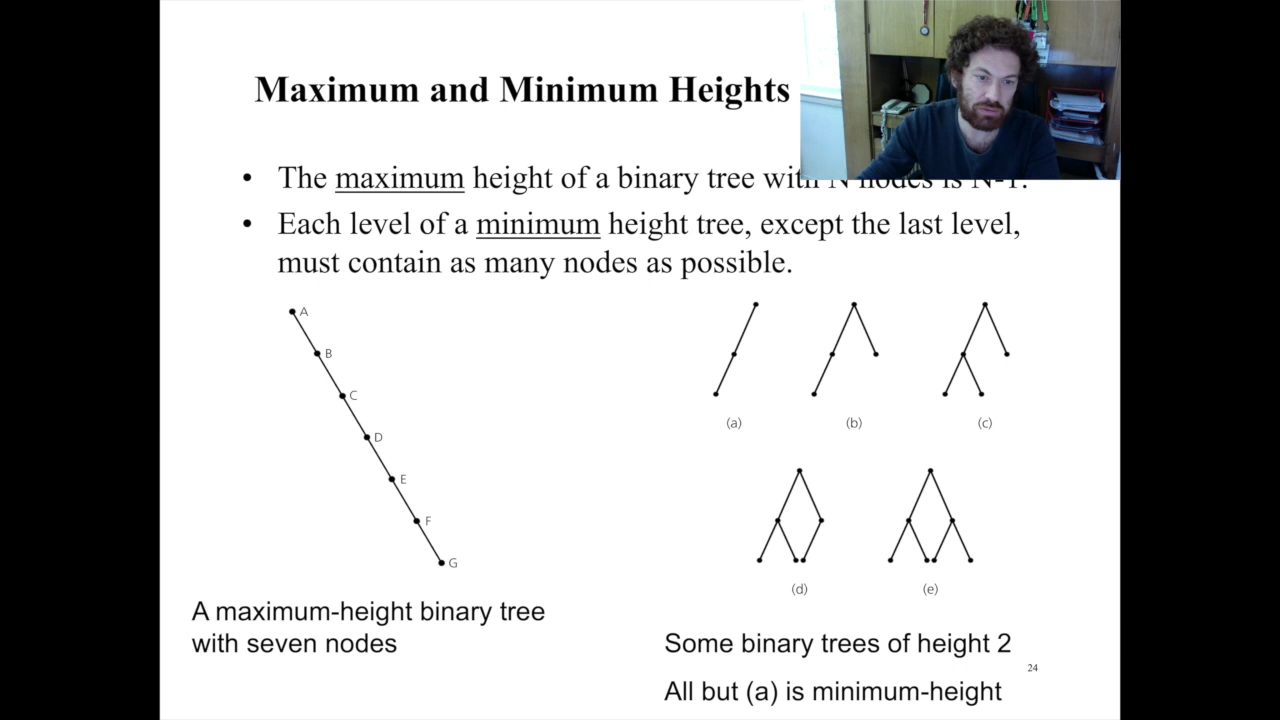 Maximum and Minimum Heights
• The maximum height of a binary tree with N nodes is N-1.
• Each level of a minimum height tree, except the last level,
must contain as many nodes as possible.
A
B
C
D
E
F
G
(a)
(b)
(c)
(d)
(e)
A maximum-height binary tree
with seven nodes
Some binary trees of height 2
All but (a) is minimum-height
24